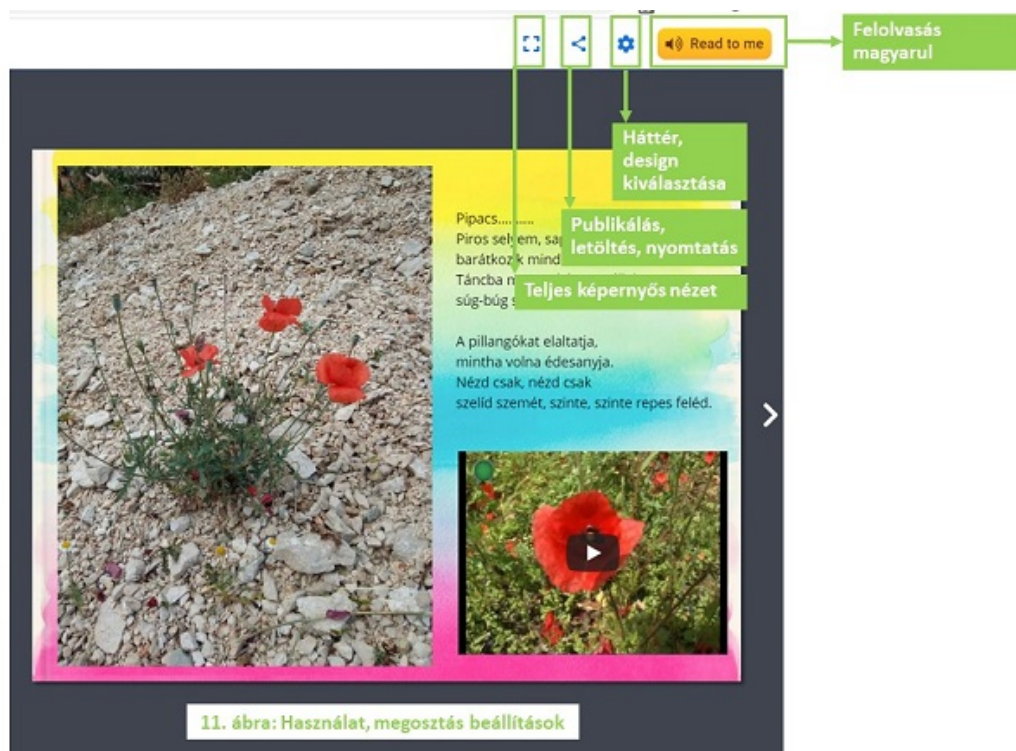 Read to me
Felolvasás
magyarul
Háttér,
design
kiválasztása
Publikálás,
letöltés, nyomtatás
Teljes képernyős nézet
Pipacs..........
Piros selyem,
barátkozik
Táncba
súg-búg
A pillangókat elaltatja,
mintha volna édesanyja.
Nézd csak, nézd csak
szelíd szemét, szinte, szinte repes feléd.
11. ábra: Használat, megosztás beállítások